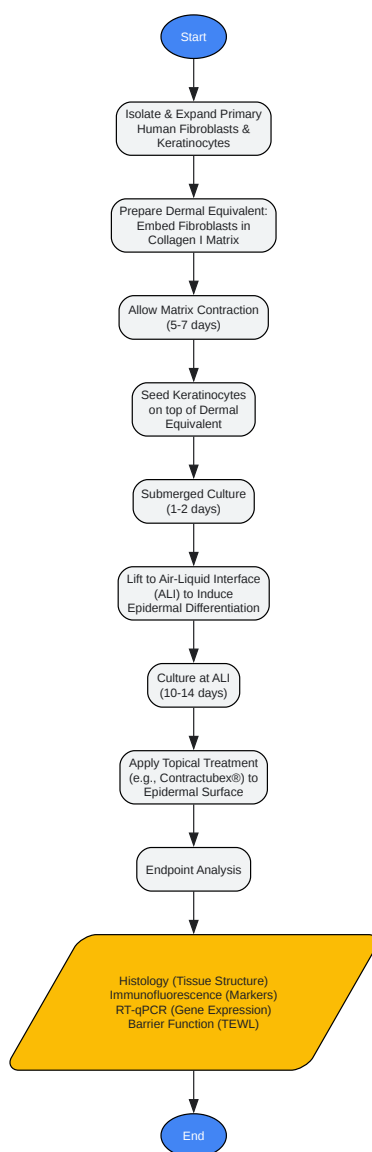 Start
Isolate & Expand Primary
Human Fibroblasts &
Keratinocytes
Prepare Dermal Equivalent:
Embed Fibroblasts in
Collagen I Matrix
Allow Matrix Contraction
(5-7 days)
Seed Keratinocytes
on top of Dermal
Equivalent
Submerged Culture
(1-2 days)
Lift to Air-Liquid Interface
(ALI) to Induce
Epidermal Differentiation
Culture at ALI
(10-14 days)
Apply Topical Treatment
(e.g., Contractubex®) to
Epidermal Surface
Endpoint Analysis
Histology (Tissue Structure)
Immunofluorescence (Markers)
RT-qPCR (Gene Expression)
Barrier Function (TEWL)
End